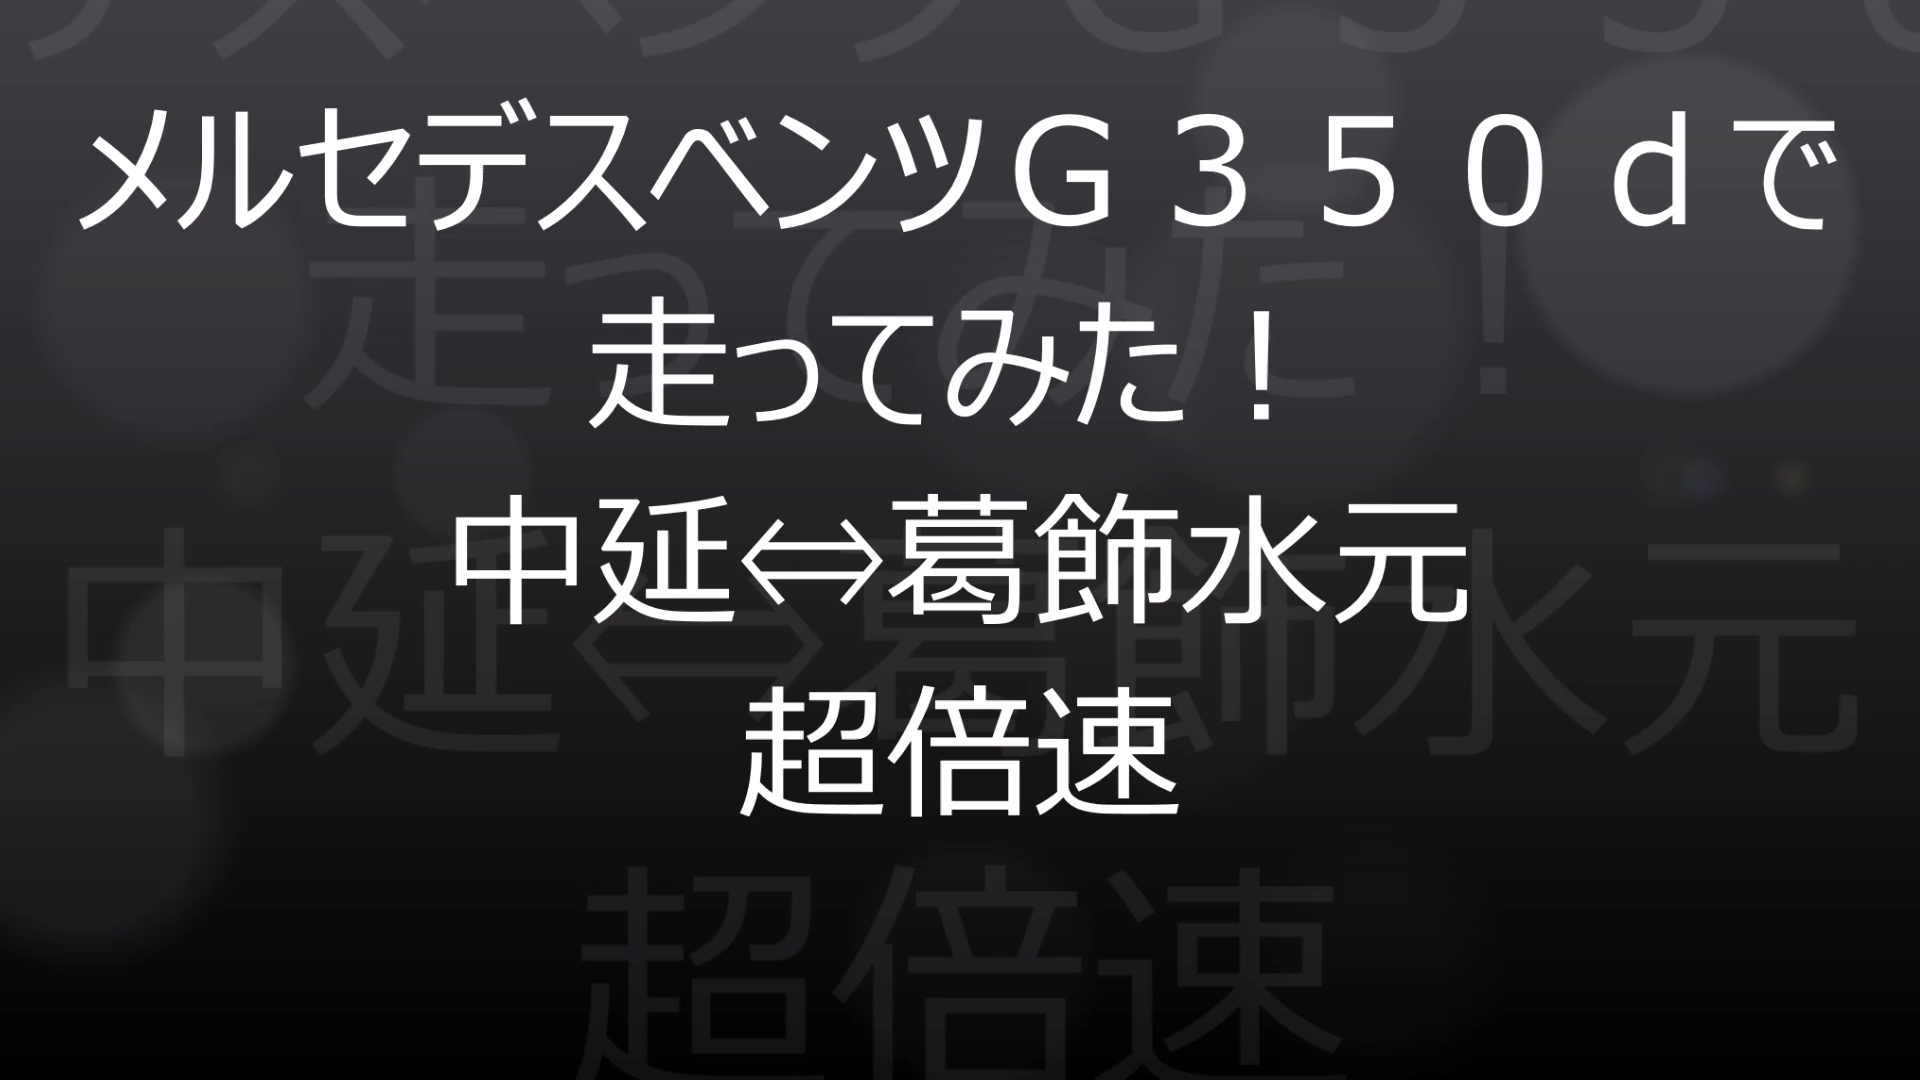 メルセデスベンツＧ３５０ｄで
走ってみた！
中延⇔葛飾水元
超倍速